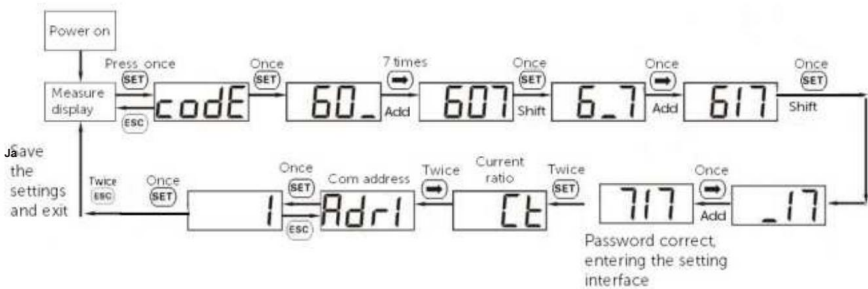 Power on
Press once
SET
Once
SET
7 times
Once
SET
Once
Once
SET
Measure
display
ESC
codE
60_
Add
607
Shift
6_7
Add
617
Shift
Save
the
settings
and exit
Twice
ESC
Once
SET
1
Once
SET
ESC
Com address
Adr1
Twice
Current
ratio
Ct
Twice
SET
717
Once
Add
_17
Password correct,
entering the setting
interface